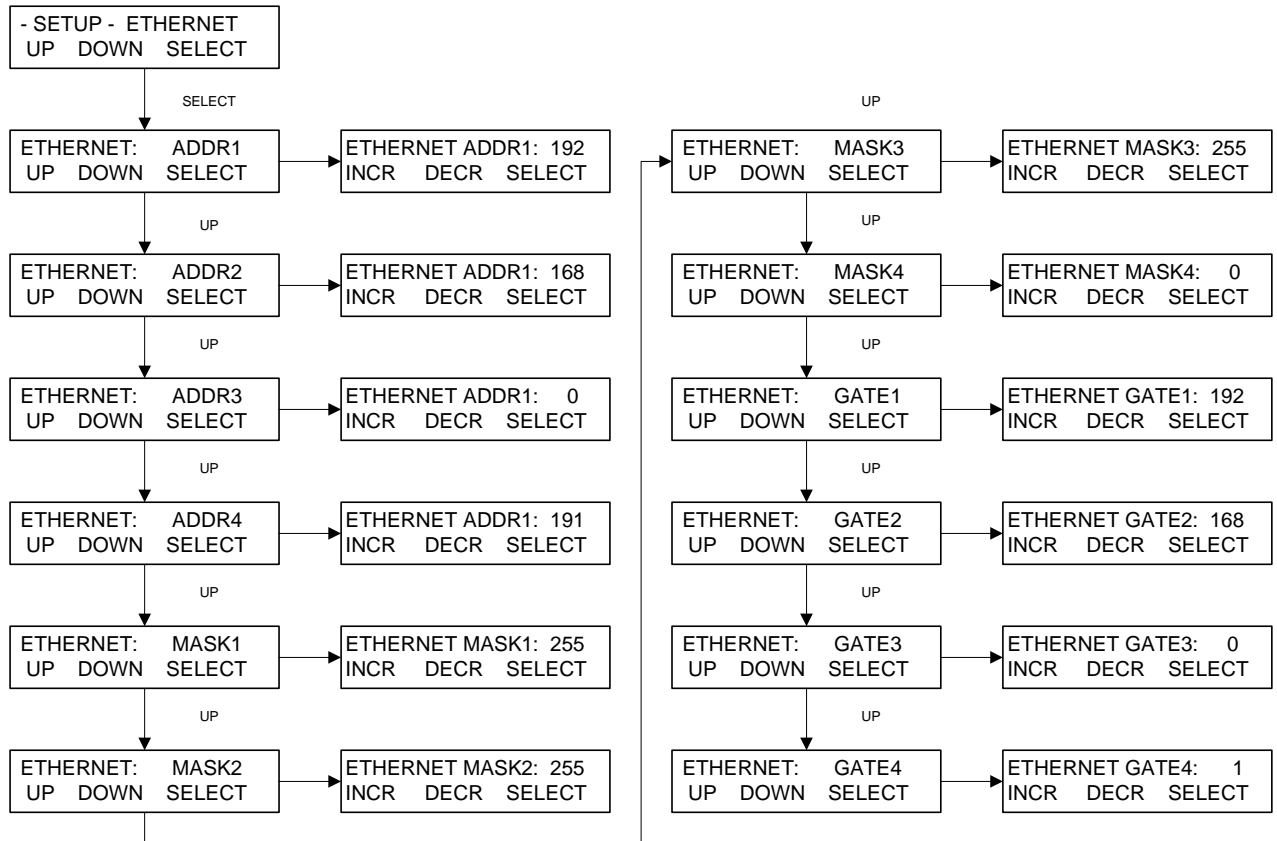 - SETUP - ETHERNET
UP DOWN SELECT
SELECT
ETHERNET: ADDR1
UP DOWN SELECT
ETHERNET ADDR1: 192
INCR DECR SELECT
UP
ETHERNET: ADDR2
UP DOWN SELECT
ETHERNET ADDR1: 168
INCR DECR SELECT
UP
ETHERNET: ADDR3
UP DOWN SELECT
ETHERNET ADDR1: 0
INCR DECR SELECT
UP
ETHERNET: ADDR4
UP DOWN SELECT
ETHERNET ADDR1: 191
INCR DECR SELECT
UP
ETHERNET: MASK1
UP DOWN SELECT
ETHERNET MASK1: 255
INCR DECR SELECT
UP
ETHERNET: MASK2
UP DOWN SELECT
ETHERNET MASK2: 255
INCR DECR SELECT
UP
ETHERNET: MASK3
UP DOWN SELECT
ETHERNET MASK3: 255
INCR DECR SELECT
UP
ETHERNET: MASK4
UP DOWN SELECT
ETHERNET MASK4: 0
INCR DECR SELECT
UP
ETHERNET: GATE1
UP DOWN SELECT
ETHERNET GATE1: 192
INCR DECR SELECT
UP
ETHERNET: GATE2
UP DOWN SELECT
ETHERNET GATE2: 168
INCR DECR SELECT
UP
ETHERNET: GATE3
UP DOWN SELECT
ETHERNET GATE3: 0
INCR DECR SELECT
UP
ETHERNET: GATE4
UP DOWN SELECT
ETHERNET GATE4: 1
INCR DECR SELECT